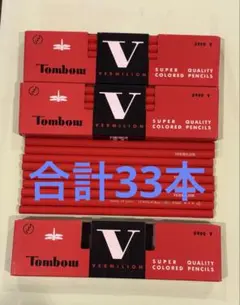 Tombow
V
VERMILION
SUPER QUALITY
COLORED PENCILS
Tombow
V
VERMILION
SUPER QUALITY
COLORED PENCILS
合計33本
Tombow
V
VERMILION
SUPER QUALITY
COLORED PENCILS